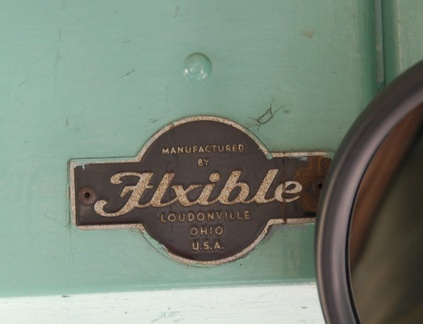 MANUFACTURED
BY
Flxible
LOUDONVILLE
OHIO
U.S.A.